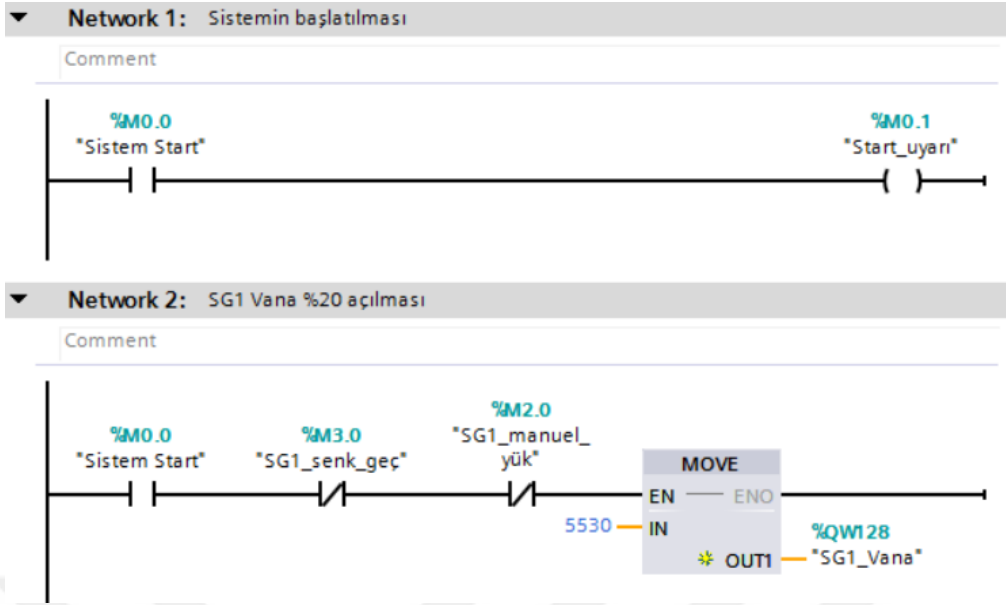 Network 1: Sistemin başlatılması
Comment
%M0.0
"Sistem Start"
%M0.1
"Start_uyarı"
Network 2: SG1 Vana %20 açılması
Comment
%M0.0
"Sistem Start"
%M3.0
"SG1_senk_geç"
%M2.0
"SG1_manuel_
yük"
MOVE
EN ENO
5530 IN
OUT1
%QW128
"SG1_Vana"